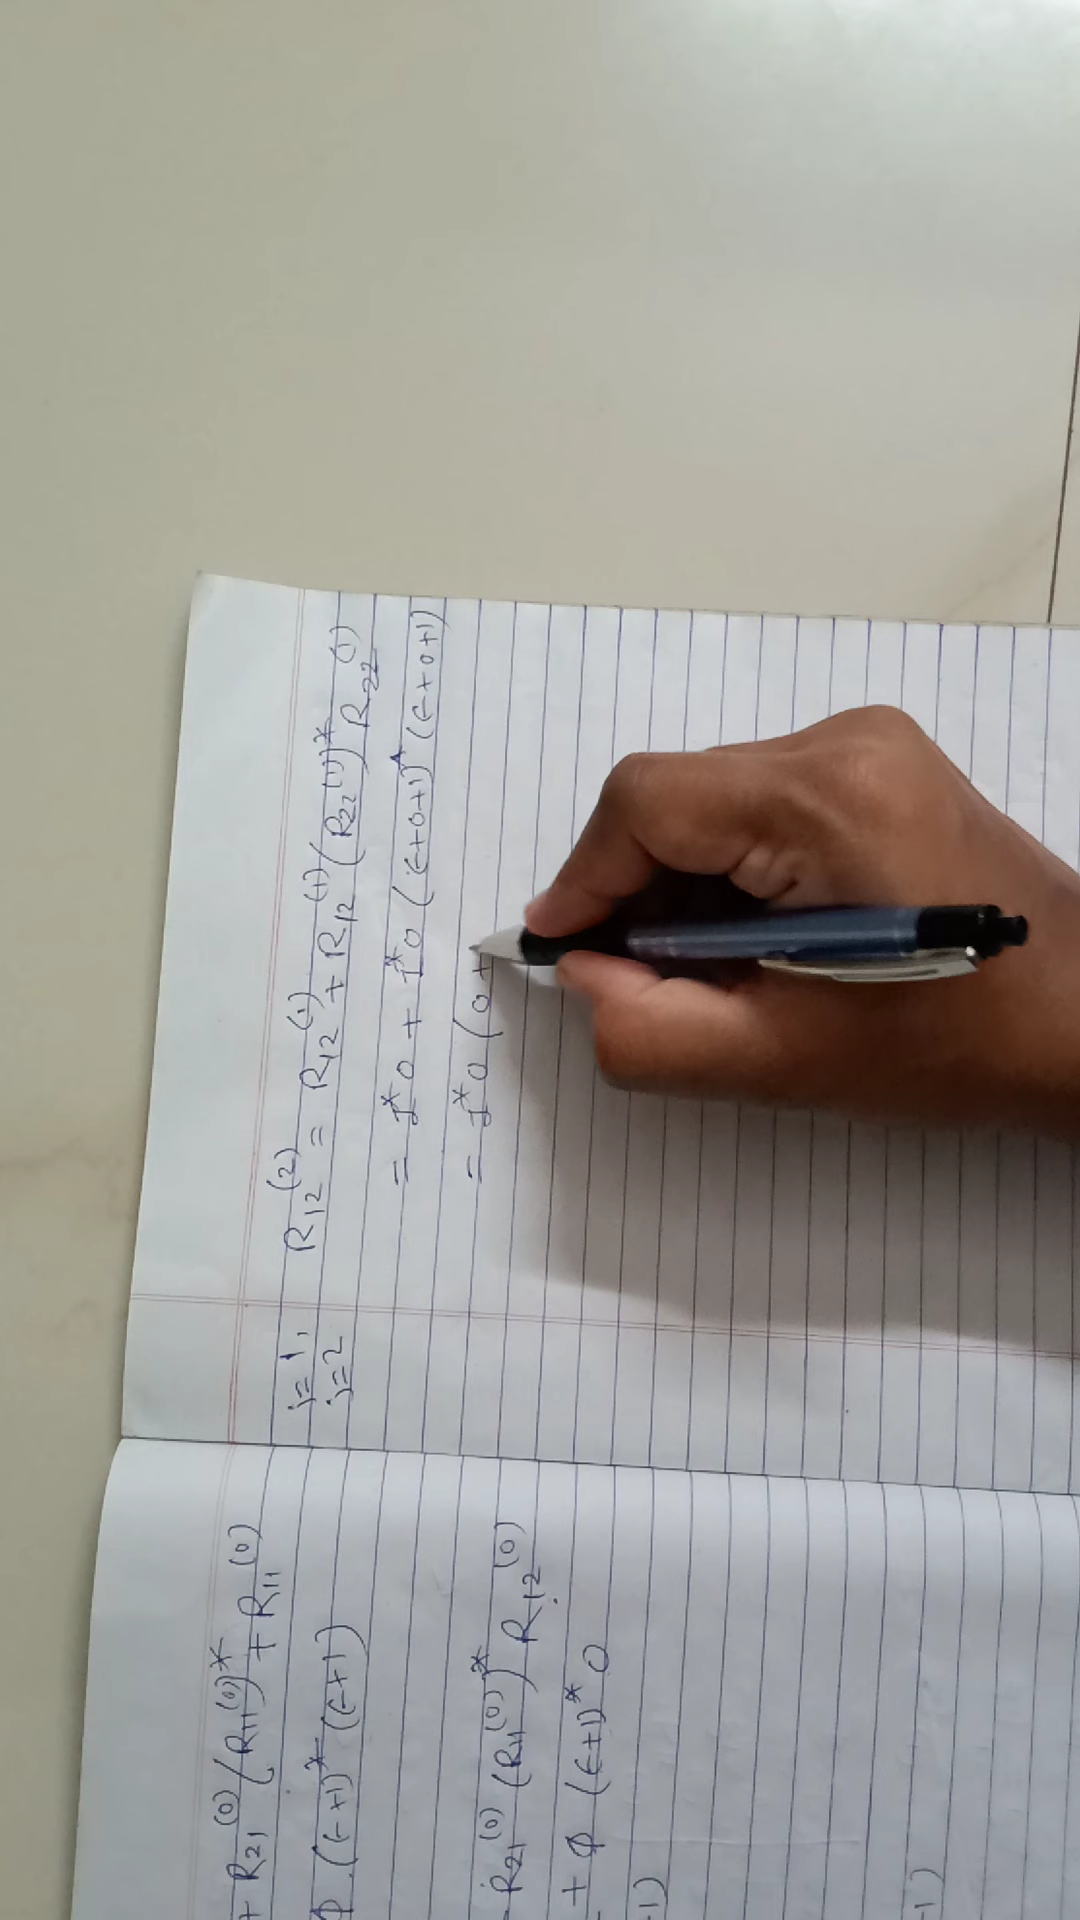 + R₂₁⁽⁰⁾ (R₁₁⁽⁰⁾)* + R₁₁⁽⁰⁾
ϕ . (ε+1)* (ε+1)
R₂₁⁽⁰⁾ (R₁₁⁽⁰⁾)* R₁₂⁽⁰⁾
+ ϕ (ε+1)* 0
i=1,
j=2
R₁₂⁽²⁾ = R₁₂⁽¹⁾ + R₁₂⁽¹⁾ (R₂₂⁽¹⁾)* R₂₂⁽¹⁾
= 1*0 + 1*0 (ε+0+1)* (ε+0+1)
= 1*0 (0+